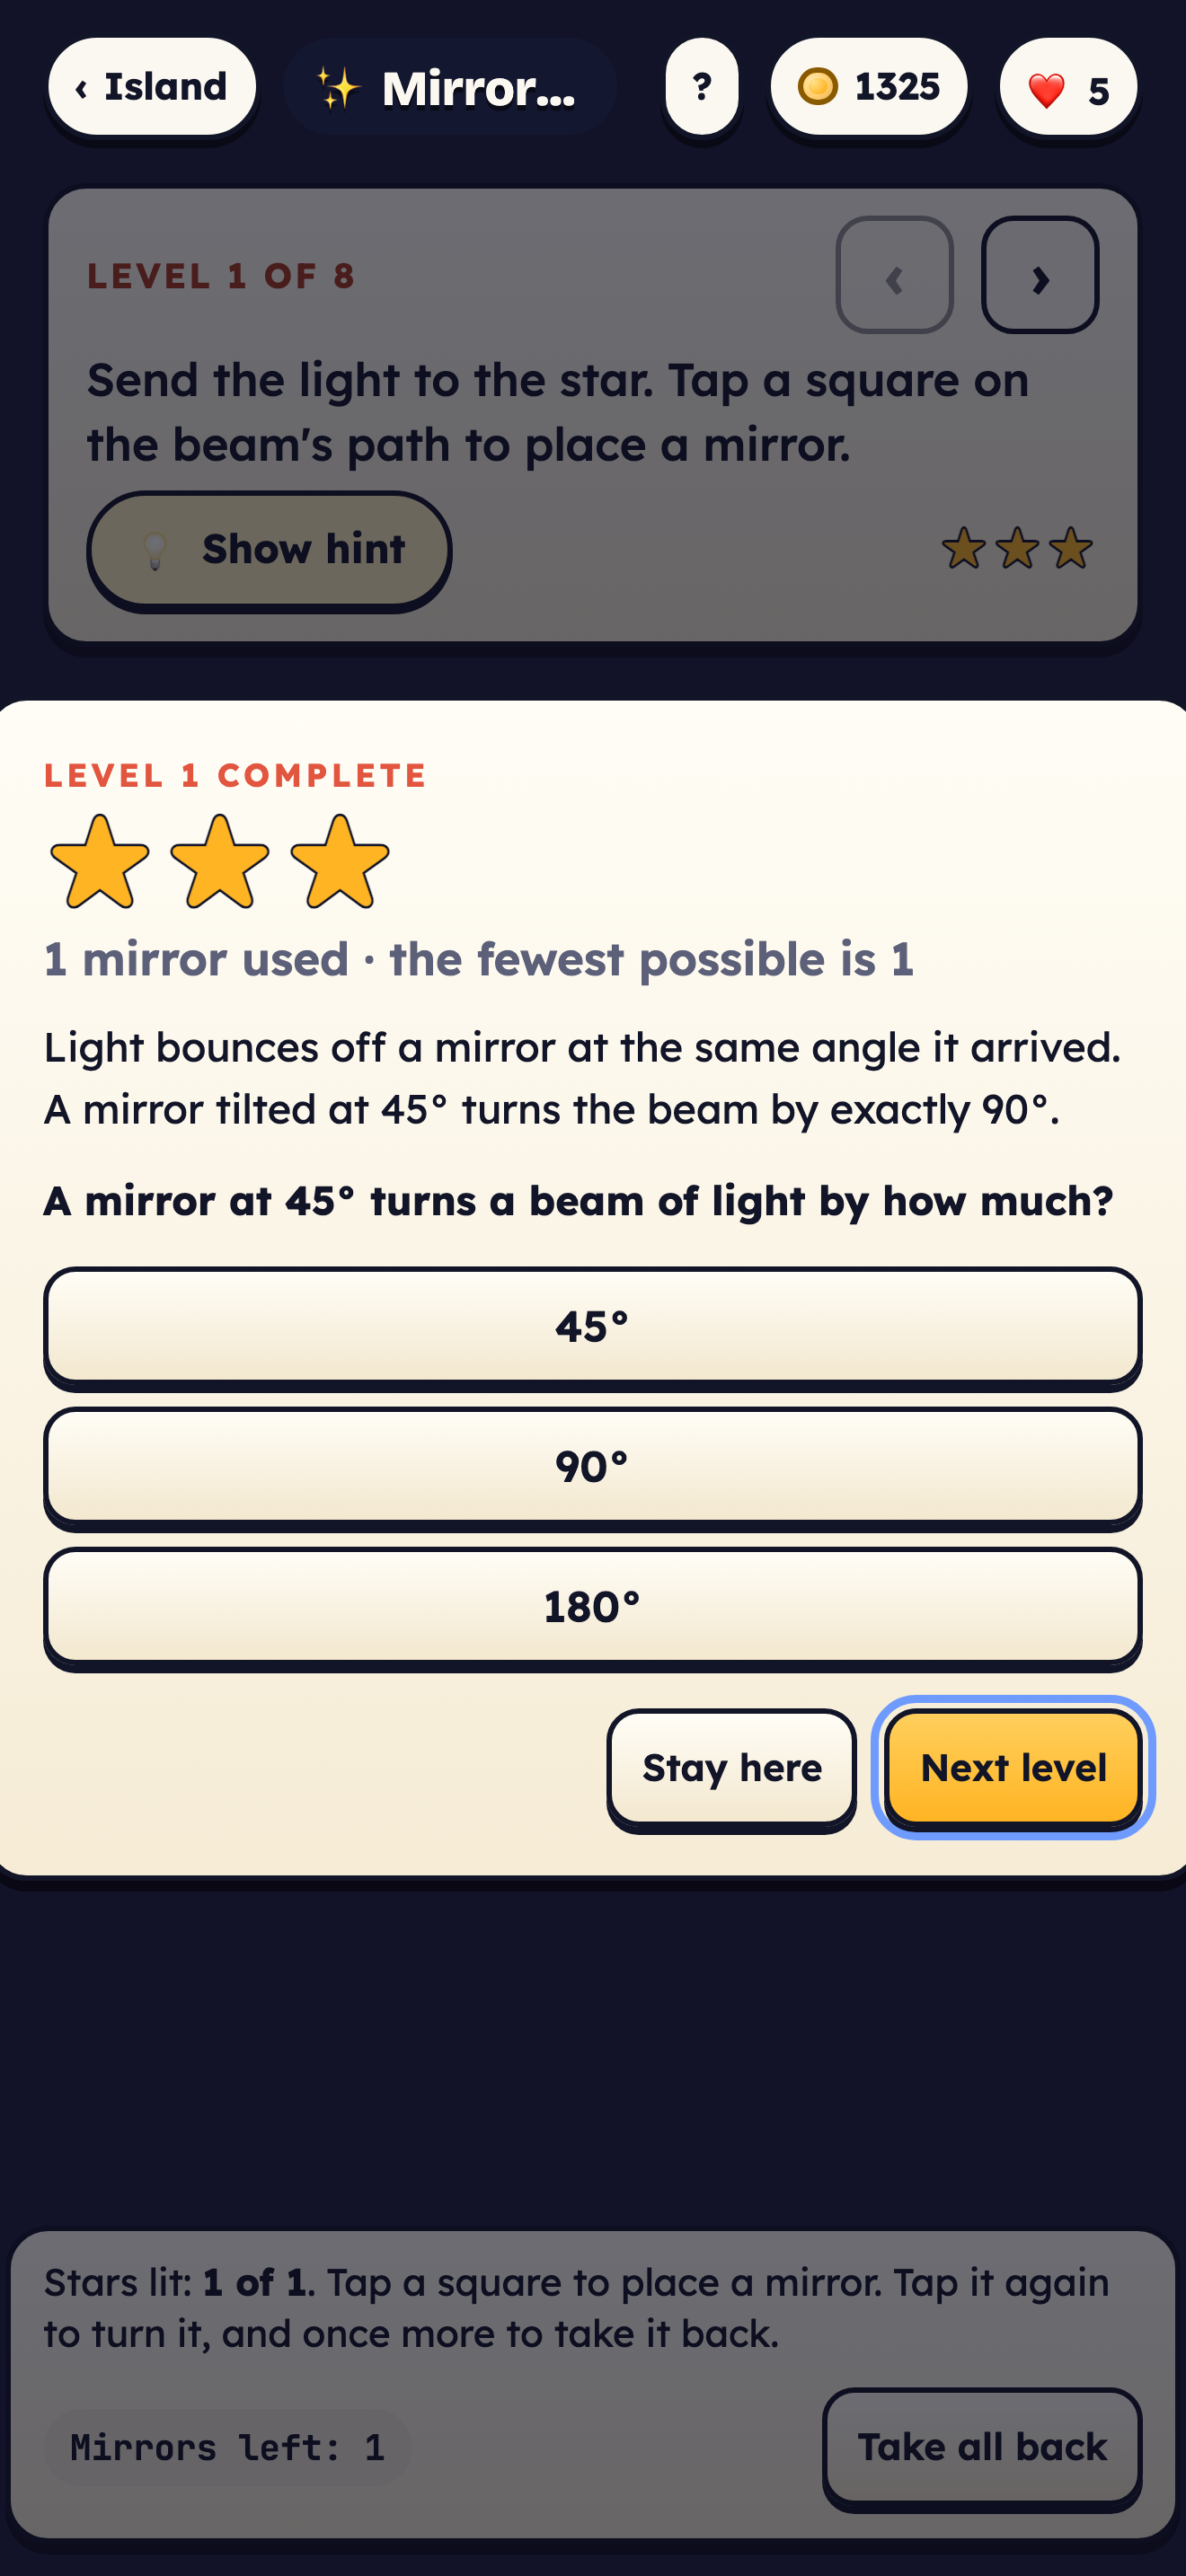 ‹ Island
✨ Mirror...
?
1325
❤️ 5
LEVEL 1 OF 8
‹
›
Send the light to the star. Tap a square on
the beam's path to place a mirror.
💡 Show hint
LEVEL 1 COMPLETE
1 mirror used · the fewest possible is 1
Light bounces off a mirror at the same angle it arrived.
A mirror tilted at 45° turns the beam by exactly 90°.
A mirror at 45° turns a beam of light by how much?
45°
90°
180°
Stay here
Next level
Stars lit: 1 of 1. Tap a square to place a mirror. Tap it again
to turn it, and once more to take it back.
Mirrors left: 1
Take all back